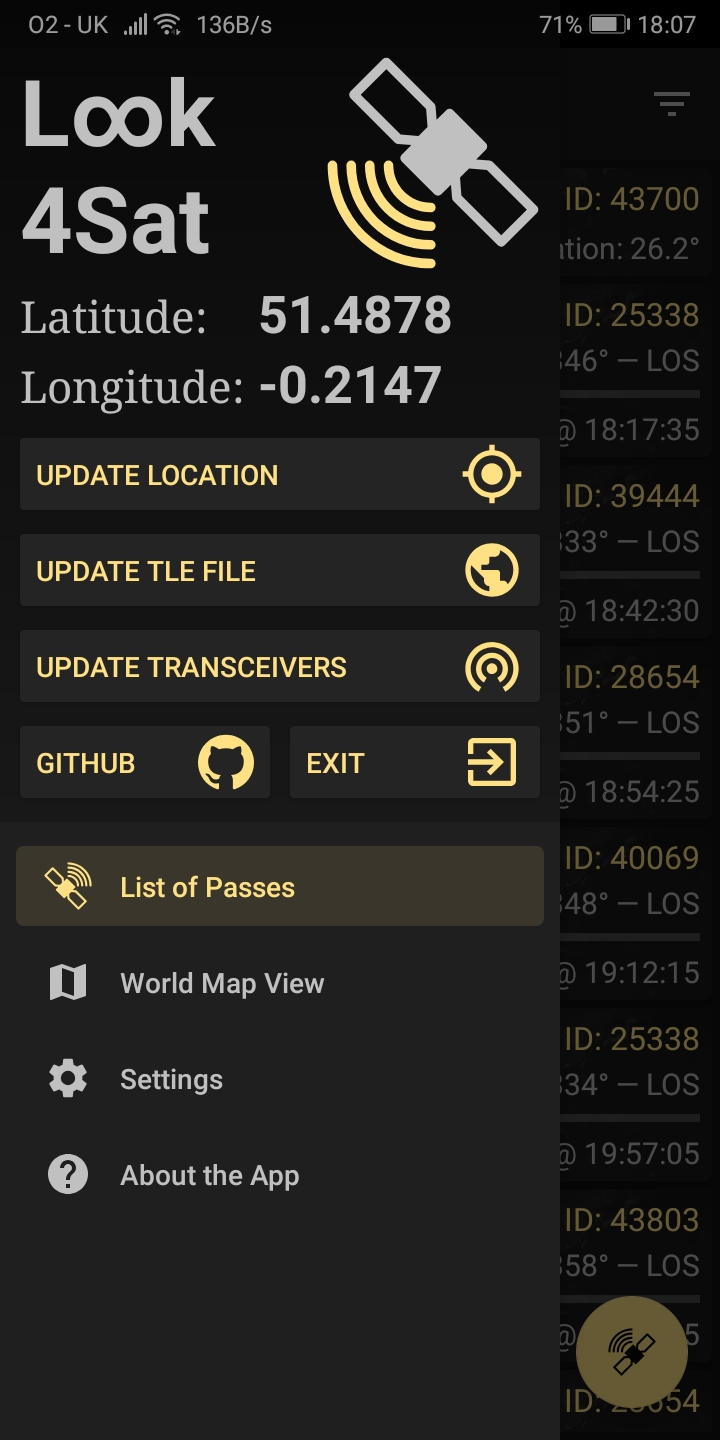 O2 - UK 136B/s 71% 18:07
Look
4Sat
Latitude: 51.4878
Longitude: -0.2147
UPDATE LOCATION
UPDATE TLE FILE
UPDATE TRANSCEIVERS
GITHUB EXIT
List of Passes
World Map View
Settings
About the App
ID: 43700
26.2°
ID: 25338
46° — LOS
@ 18:17:35
ID: 39444
33° — LOS
@ 18:42:30
ID: 28654
51° — LOS
@ 18:54:25
ID: 40069
48° — LOS
@ 19:12:15
ID: 25338
34° — LOS
@ 19:57:05
ID: 43803
58° — LOS
@ 5
ID: